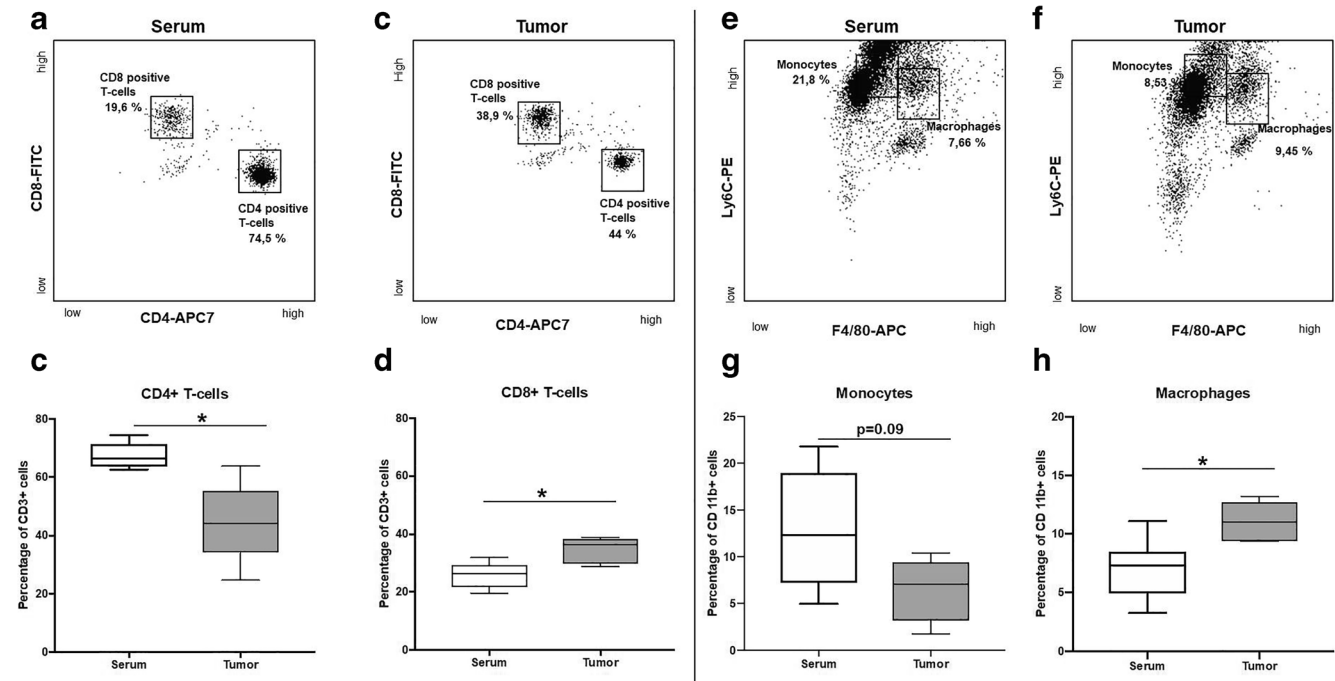 a
Serum
high
CD8 positive
T-cells
19,6 %
CD8-FITC
CD4 positive
T-cells
74,5 %
low
low
high
CD4-APC7
c
Tumor
High
CD8 positive
T-cells
38,9 %
CD8-FITC
CD4 positive
T-cells
44 %
low
low
high
CD4-APC7
e
Serum
high
Monocytes
21,8 %
Macrophages
7,66 %
Ly6C-PE
low
low
high
F4/80-APC
f
Tumor
high
Monocytes
8,53
Macrophages
9,45 %
Ly6C-PE
low
low
high
F4/80-APC
c
CD4+ T-cells
80
60
40
20
0
*
Percentage of CD3+ cells
Serum
Tumor
d
CD8+ T-cells
80
60
40
20
0
*
Percentage of CD3+ cells
Serum
Tumor
g
Monocytes
25
20
15
10
5
0
p=0.09
Percentage of CD 11b+ cells
Serum
Tumor
h
Macrophages
20
15
10
5
0
*
Percentage of CD 11b+ cells
Serum
Tumor